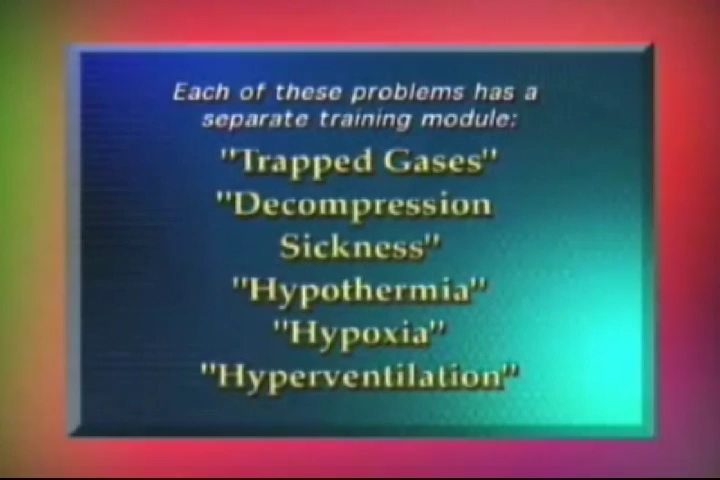 Each of these problems has a
separate training module:
"Trapped Gases"
"Decompression
Sickness"
"Hypothermia"
"Hypoxia"
"Hyperventilation"